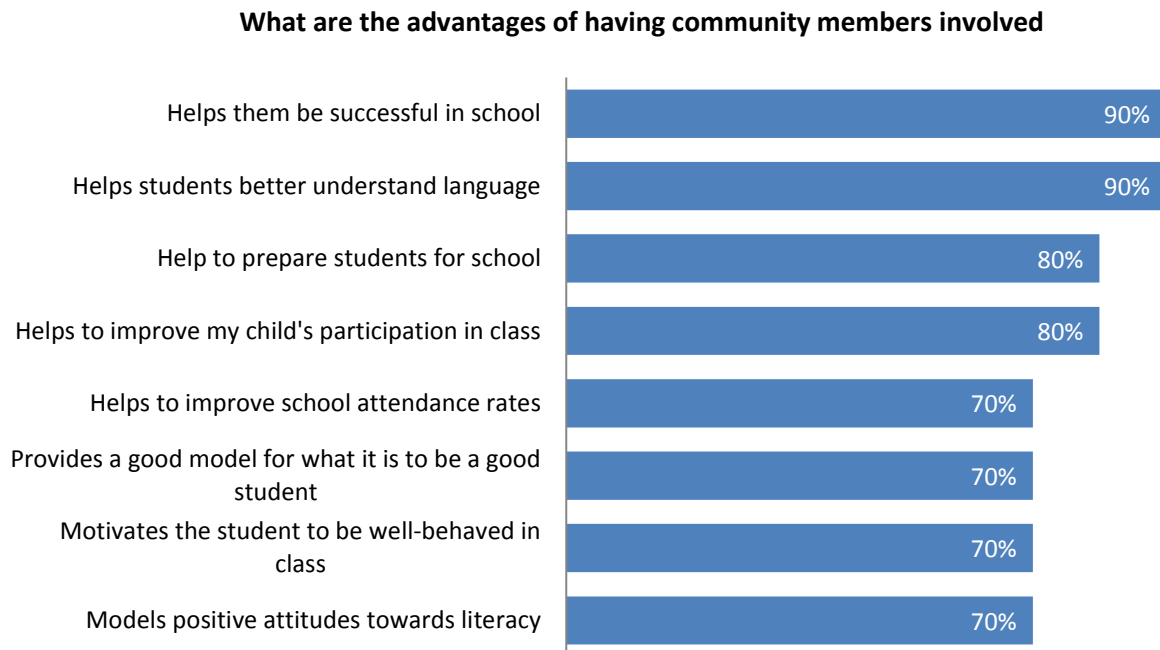 What are the advantages of having community members involved
Helps them be successful in school
90%
Helps students better understand language
90%
Help to prepare students for school
80%
Helps to improve my child's participation in class
80%
Helps to improve school attendance rates
70%
Provides a good model for what it is to be a good
student
70%
Motivates the student to be well-behaved in
class
70%
Models positive attitudes towards literacy
70%